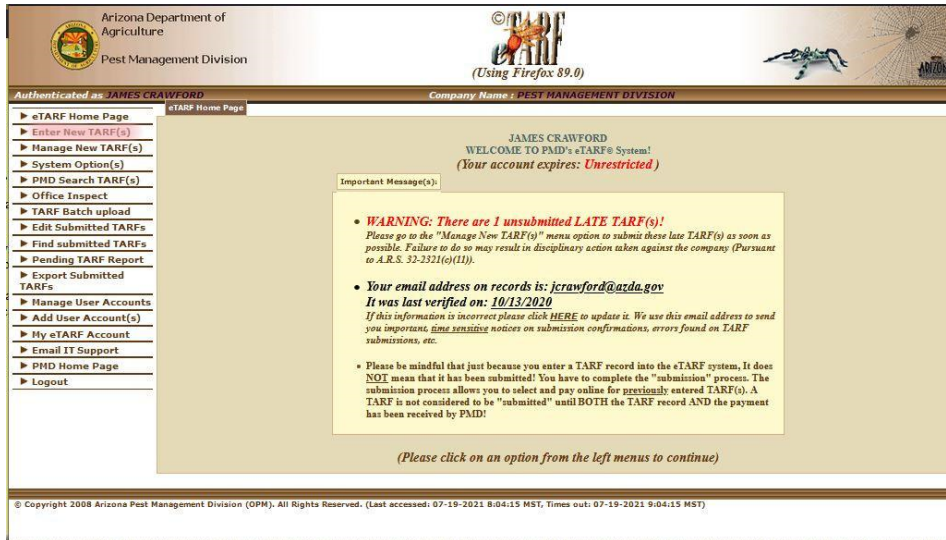 Arizona Department of
Agriculture
Pest Management Division
©
eTARF
(Using Firefox 89.0)
Authenticated as JAMES CRAWFORD
Company Name : PEST MANAGEMENT DIVISION
eTARF Home Page
Enter New TARF(s)
Manage New TARF(s)
System Option(s)
PMD Search TARF(s)
Office Inspect
TARF Batch upload
Edit Submitted TARFs
Find submitted TARFs
Pending TARF Report
Export Submitted
TARFs
Manage User Accounts
Add User Account(s)
My eTARF Account
Email IT Support
PMD Home Page
Logout
eTARF Home Page
JAMES CRAWFORD
WELCOME TO PMD's eTARF® System!
(Your account expires: Unrestricted )
Important Message(s):
WARNING: There are 1 unsubmitted LATE TARF(s)!
Please go to the "Manage New TARF(s)" menu option to submit these late TARF(s) as soon as
possible. Failure to do so may result in disciplinary action taken against the company (Pursuant
to A.R.S. 32-2321(c)(11)).
Your email address on records is: jcrawford@azda.gov
It was last verified on: 10/13/2020
If this information is incorrect please click HERE to update it. We use this email address to send
you important, time sensitive notices on submission confirmations, errors found on TARF
submissions, etc.
Please be mindful that just because you enter a TARF record into the eTARF system, It does
NOT mean that it has been submitted! You have to complete the "submission" process. The
submission process allows you to select and pay online for previously entered TARF(s). A
TARF is not considered to be "submitted" until BOTH the TARF record AND the payment
has been received by PMD!
(Please click on an option from the left menus to continue)
© Copyright 2008 Arizona Pest Management Division (OPM). All Rights Reserved. (Last accessed: 07-19-2021 8:04:15 MST, Times out: 07-19-2021 9:04:15 MST)